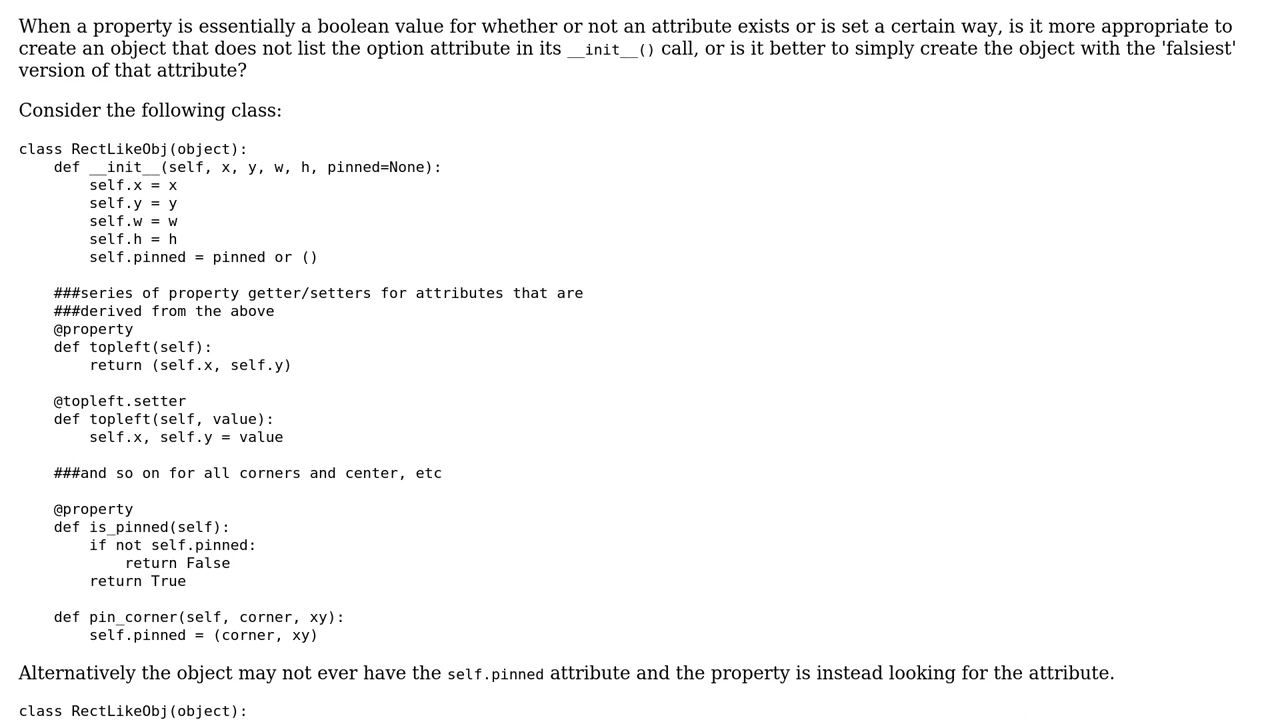 When a property is essentially a boolean value for whether or not an attribute exists or is set a certain way, is it more appropriate to
create an object that does not list the option attribute in its __init__() call, or is it better to simply create the object with the 'falsiest'
version of that attribute?
Consider the following class:
class RectLikeObj(object):
    def __init__(self, x, y, w, h, pinned=None):
        self.x = x
        self.y = y
        self.w = w
        self.h = h
        self.pinned = pinned or ()
    ###series of property getter/setters for attributes that are
    ###derived from the above
    @property
    def topleft(self):
        return (self.x, self.y)
    @topleft.setter
    def topleft(self, value):
        self.x, self.y = value
    ###and so on for all corners and center, etc
    @property
    def is_pinned(self):
        if not self.pinned:
            return False
        return True
    def pin_corner(self, corner, xy):
        self.pinned = (corner, xy)
Alternatively the object may not ever have the self.pinned attribute and the property is instead looking for the attribute.
class RectLikeObj(object):